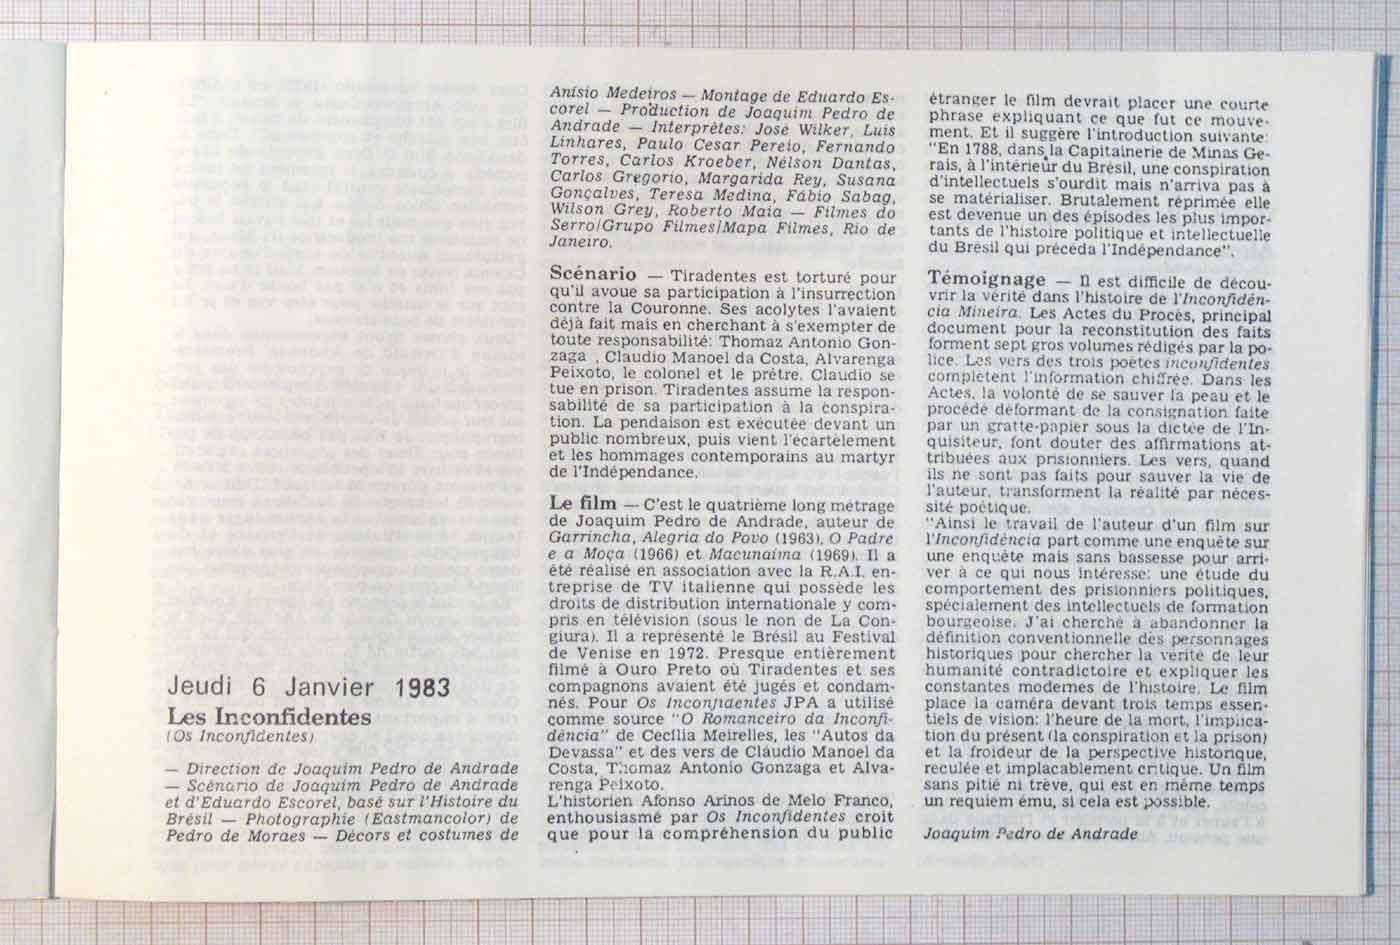 Jeudi 6 Janvier 1983
Les Inconfidentes
(Os Inconfidentes)
— Direction de Joaquim Pedro de Andrade
— Scénario de Joaquim Pedro de Andrade
et d'Eduardo Escorel, basé sur l'Histoire du
Brésil — Photographie (Eastmancolor) de
Pedro de Moraes — Décors et costumes de
Anísio Medeiros — Montage de Eduardo Es-
corel — Production de Joaquim Pedro de
Andrade — Interprètes: José Wilker, Luis
Linhares, Paulo Cesar Pereio, Fernando
Torres, Carlos Kroeber, Nélson Dantas,
Carlos Gregorio, Margarida Rey, Susana
Gonçalves, Teresa Medina, Fábio Sabag,
Wilson Grey, Roberto Maia — Filmes do
Serro/Grupo Filmes/Mapa Filmes, Rio de
Janeiro.
Scénario — Tiradentes est torturé pour
qu'il avoue sa participation à l'insurrection
contre la Couronne. Ses acolytes l'avaient
déjà fait mais en cherchant à s'exempter de
toute responsabilité: Thomaz Antonio Gon-
zaga , Claudio Manoel da Costa, Alvarenga
Peixoto, le colonel et le prêtre. Claudio se
tue en prison. Tiradentes assume la respon-
sabilité de sa participation à la conspira-
tion. La pendaison est exécutée devant un
public nombreux, puis vient l'écartèlement
et les hommages contemporains au martyr
de l'Indépendance.
Le film — C'est le quatrième long métrage
de Joaquim Pedro de Andrade, auteur de
Garrincha, Alegria do Povo (1963), O Padre
e a Moça (1966) et Macunaíma (1969). Il a
été réalisé en association avec la R.A.I. en-
treprise de TV italienne qui possède les
droits de distribution internationale y com-
pris en télévision (sous le non de La Con-
giura). Il a représenté le Brésil au Festival
de Venise en 1972. Presque entièrement
filmé à Ouro Preto où Tiradentes et ses
compagnons avaient été jugés et condam-
nés. Pour Os Inconfidentes JPA a utilisé
comme source "O Romanceiro da Inconfi-
dência" de Cecília Meirelles, les "Autos da
Devassa" et des vers de Cláudio Manoel da
Costa, Thomaz Antonio Gonzaga et Alva-
renga Peixoto.
L'historien Afonso Arinos de Melo Franco,
enthousiasmé par Os Inconfidentes croit
que pour la compréhension du public
étranger le film devrait placer une courte
phrase expliquant ce que fut ce mouve-
ment. Et il suggère l'introduction suivante:
"En 1788, dans la Capitainerie de Minas Ge-
rais, à l'intérieur du Brésil, une conspiration
d'intellectuels s'ourdit mais n'arriva pas à
se matérialiser. Brutalement réprimée elle
est devenue un des épisodes les plus impor-
tants de l'histoire politique et intellectuelle
du Brésil qui précéda l'Indépendance".
Témoignage — Il est difficile de décou-
vrir la vérité dans l'histoire de l'Inconfidên-
cia Mineira. Les Actes du Procès, principal
document pour la reconstitution des faits
forment sept gros volumes rédigés par la po-
lice. Les vers des trois poètes inconfidentes
complètent l'information chiffrée. Dans les
Actes, la volonté de se sauver la peau et le
procédé déformant de la consignation faite
par un gratte-papier sous la dictée de l'In-
quisiteur, font douter des affirmations at-
tribuées aux prisionniers. Les vers, quand
ils ne sont pas faits pour sauver la vie de
l'auteur, transforment la réalité par néces-
sité poétique.
"Ainsi le travail de l'auteur d'un film sur
l'Inconfidência part comme une enquête sur
une enquête mais sans bassesse pour arri-
ver à ce qui nous intéresse: une étude du
comportement des prisionniers politiques,
spécialement des intellectuels de formation
bourgeoise. J'ai cherché à abandonner la
définition conventionnelle des personnages
historiques pour chercher la verité de leur
humanité contradictoire et expliquer les
constantes modernes de l'histoire. Le film
place la caméra devant trois temps essen-
tiels de vision: l'heure de la mort, l'implica-
tion du présent (la conspiration et la prison)
et la froideur de la perspective historique,
reculée et implacablement critique. Un film
sans pitié ni trève, qui est en même temps
un requiem ému, si cela est possible.
Joaquim Pedro de Andrade